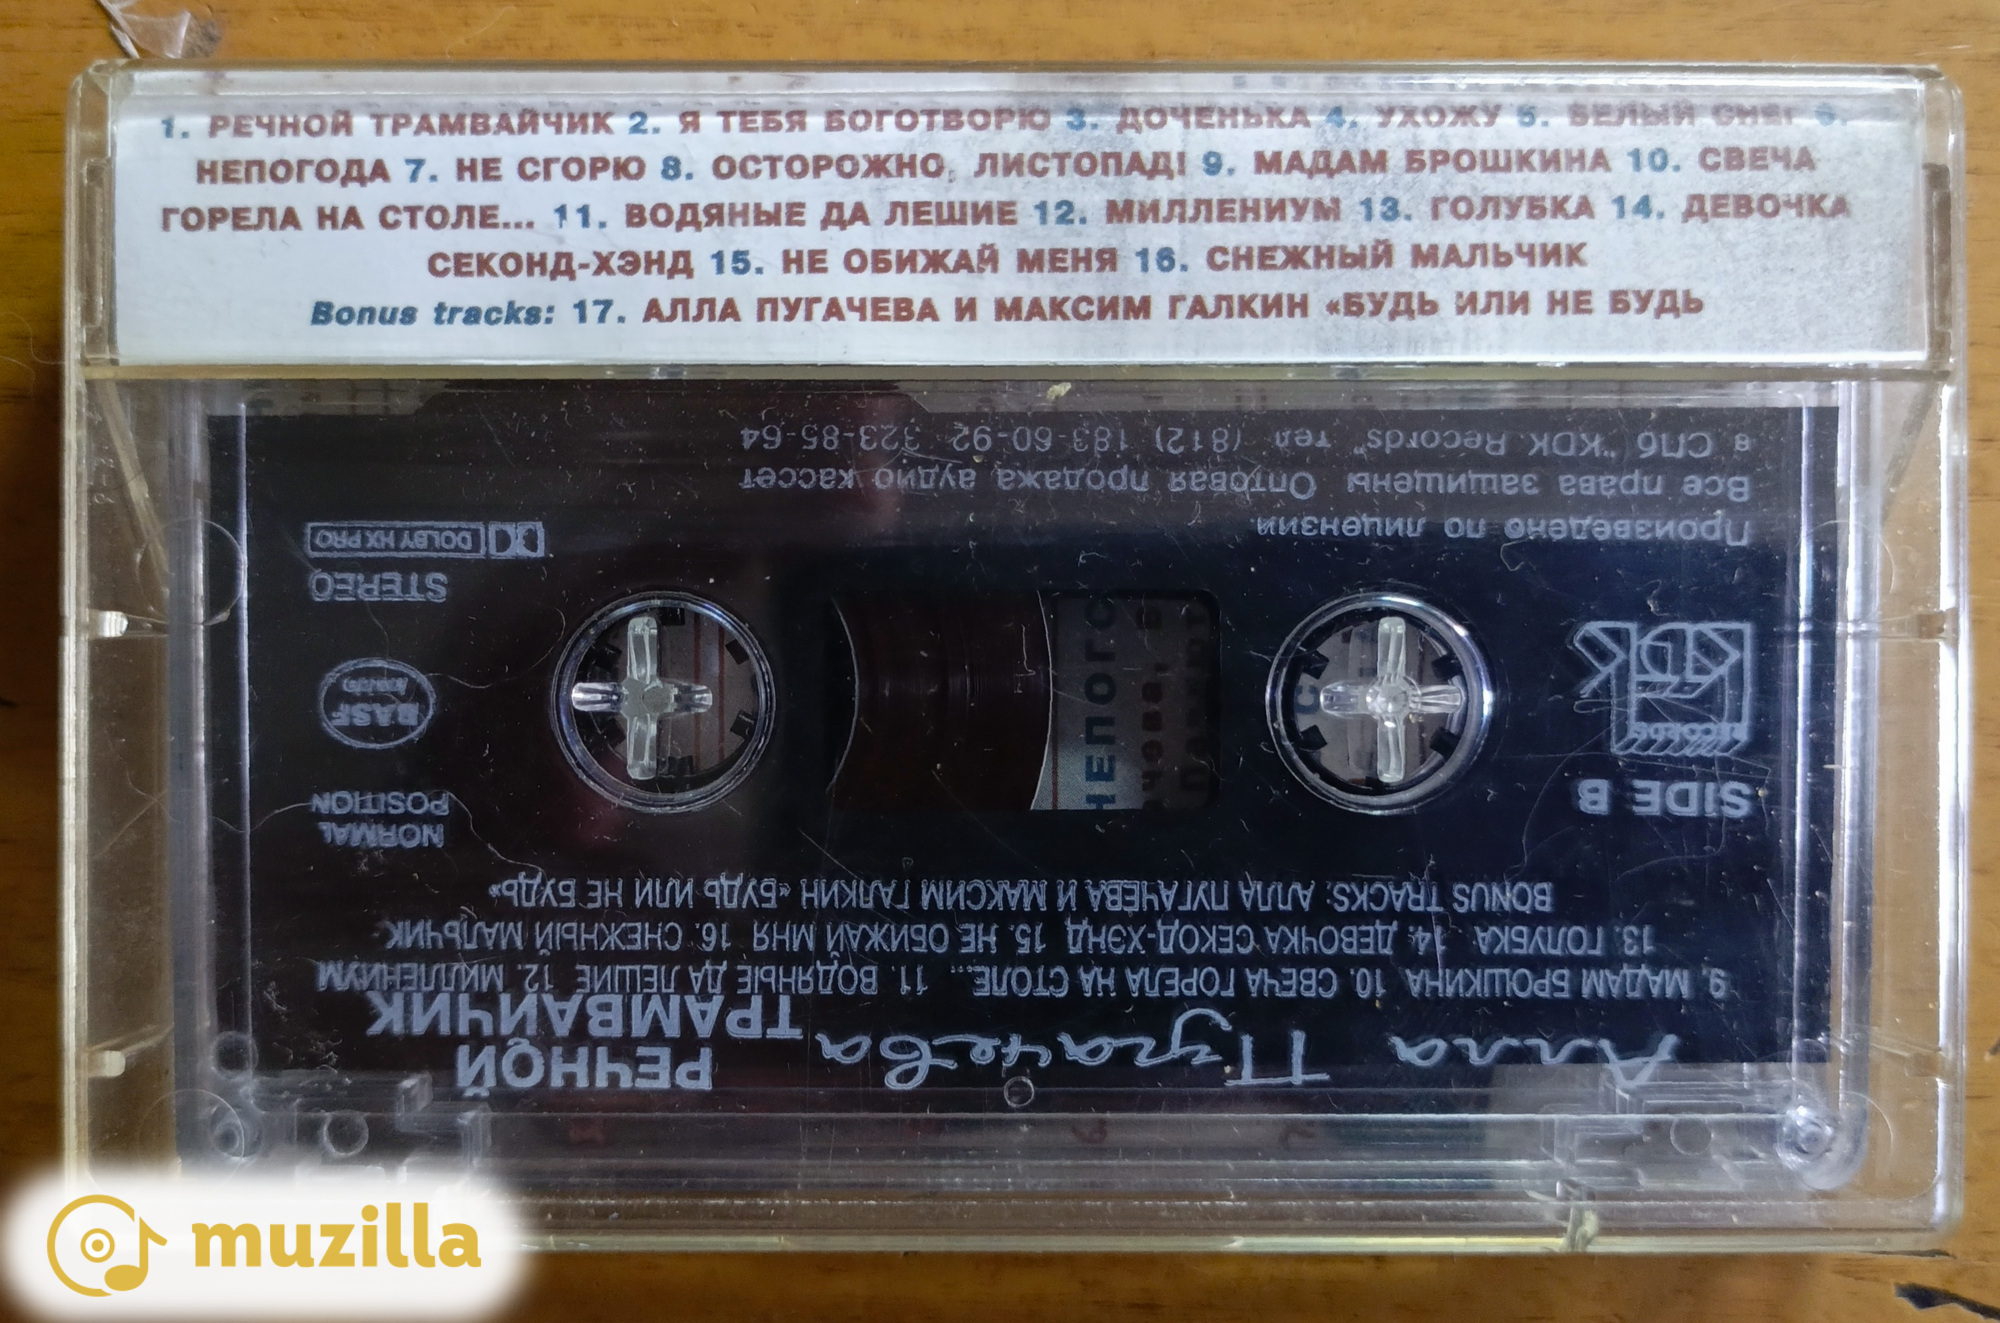 1. РЕЧНОЙ ТРАМВАЙЧИК 2. Я ТЕБЯ БОГОТВОРЮ 3. ДОЧЕНЬКА 4. УХОЖУ 5. БЕЛЫЙ СНЕГ 6.
НЕПОГОДА 7. НЕ СГОРЮ 8. ОСТОРОЖНО, ЛИСТОПАД! 9. МАДАМ БРОШКИНА 10. СВЕЧА
ГОРЕЛА НА СТОЛЕ... 11. ВОДЯНЫЕ ДА ЛЕШИЕ 12. МИЛЛЕНИУМ 13. ГОЛУБКА 14. ДЕВОЧКА
СЕКОНД-ХЭНД 15. НЕ ОБИЖАЙ МЕНЯ 16. СНЕЖНЫЙ МАЛЬЧИК
Bonus tracks: 17. АЛЛА ПУГАЧЕВА И МАКСИМ ГАЛКИН «БУДЬ ИЛИ НЕ БУДЬ
Алла Пугачева
РЕЧНОЙ
ТРАМВАЙЧИК
9. МАДАМ БРОШКИНА 10. СВЕЧА ГОРЕЛА НА СТОЛЕ... 11. ВОДЯНЫЕ ДА ЛЕШИЕ 12. МИЛЛЕНИУМ
13. ГОЛУБКА 14. ДЕВОЧКА СЕКОД-ХЭНД 15. НЕ ОБИЖАЙ МНЯ 16. СНЕЖНЫЙ МАЛЬЧИК
BONUS TRACKS: АЛЛА ПУГАЧЕВА И МАКСИМ ГАЛКИН «БУДЬ ИЛИ НЕ БУДЬ»
SIDE B
NORMAL
POSITION
KDK
RECORDS
BASF
НЕПОГО
STEREO
DOLBY HX PRO
Произведено по лицензии
Все права защищены Оптовая продажа аудио кассет
в СПб "KDK Records" тел. (812) 183-60-92, 323-85-64
muzilla